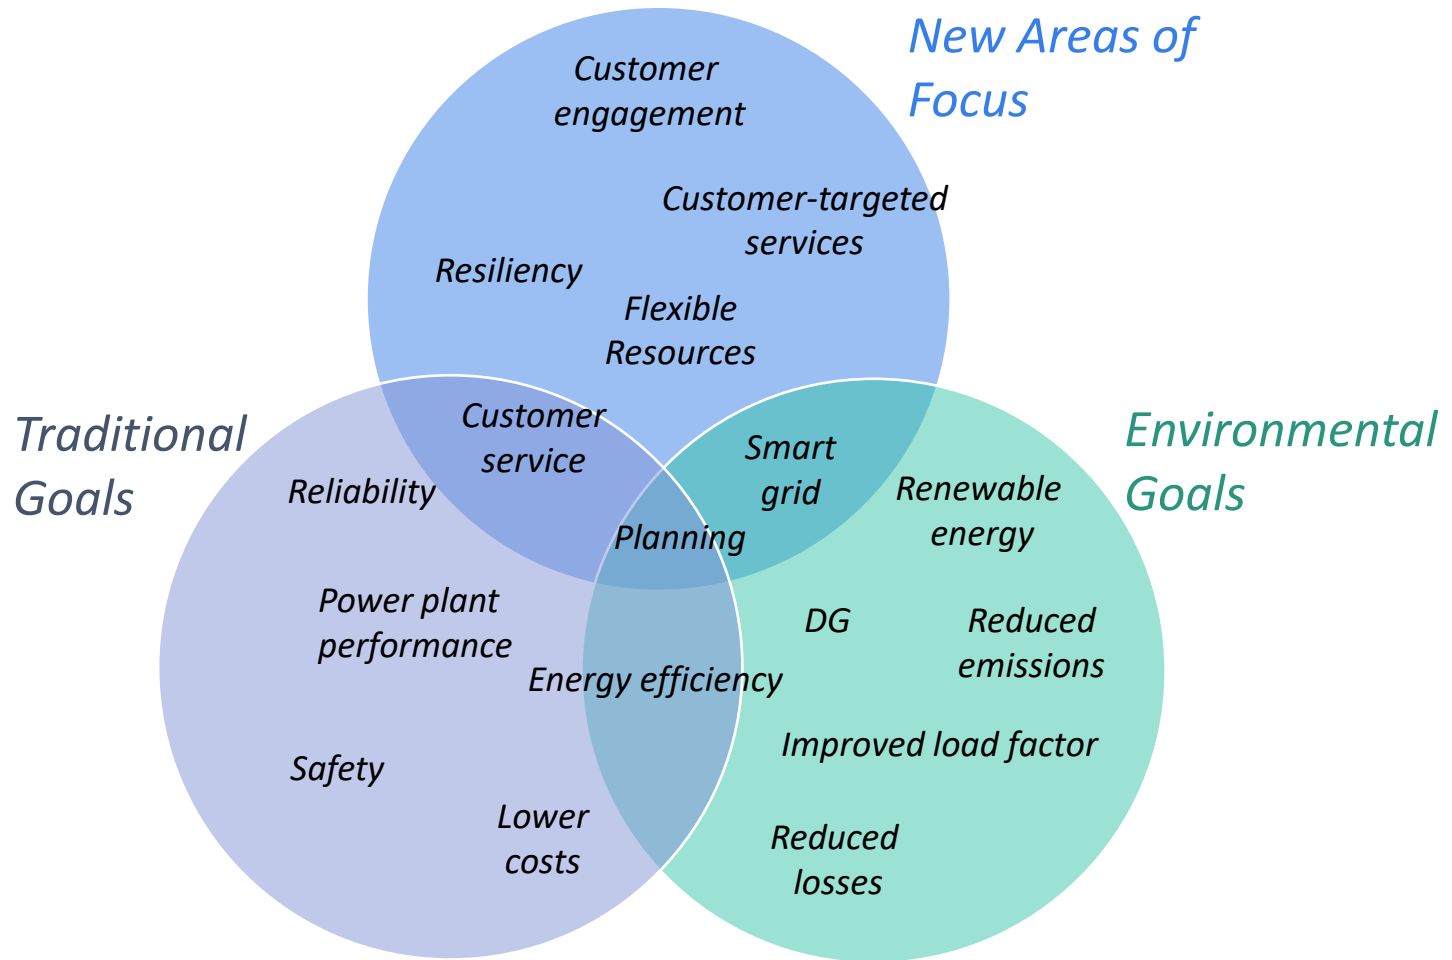 New Areas of
Focus
Customer
engagement
Customer-targeted
services
Resiliency
Flexible
Resources
Traditional
Goals
Customer
service
Smart
grid
Environmental
Goals
Reliability
Renewable
energy
Planning
Power plant
performance
DG
Reduced
emissions
Energy efficiency
Improved load factor
Safety
Lower
costs
Reduced
losses